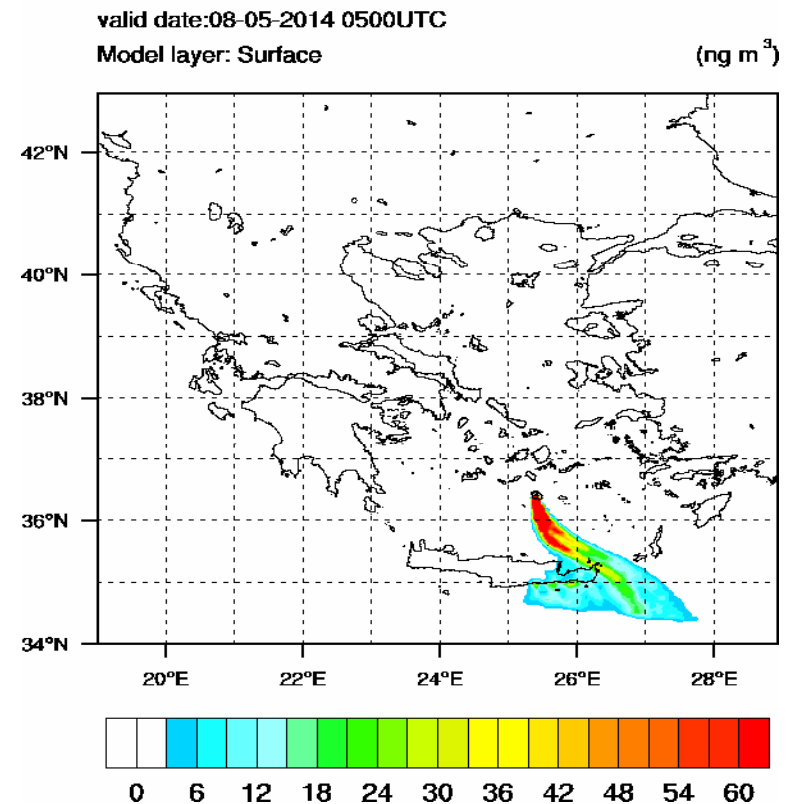 valid date:08-05-2014 0500UTC
Model layer: Surface (ng m³)
42°N
40°N
38°N
36°N
34°N
20°E 22°E 24°E 26°E 28°E
0 6 12 18 24 30 36 42 48 54 60